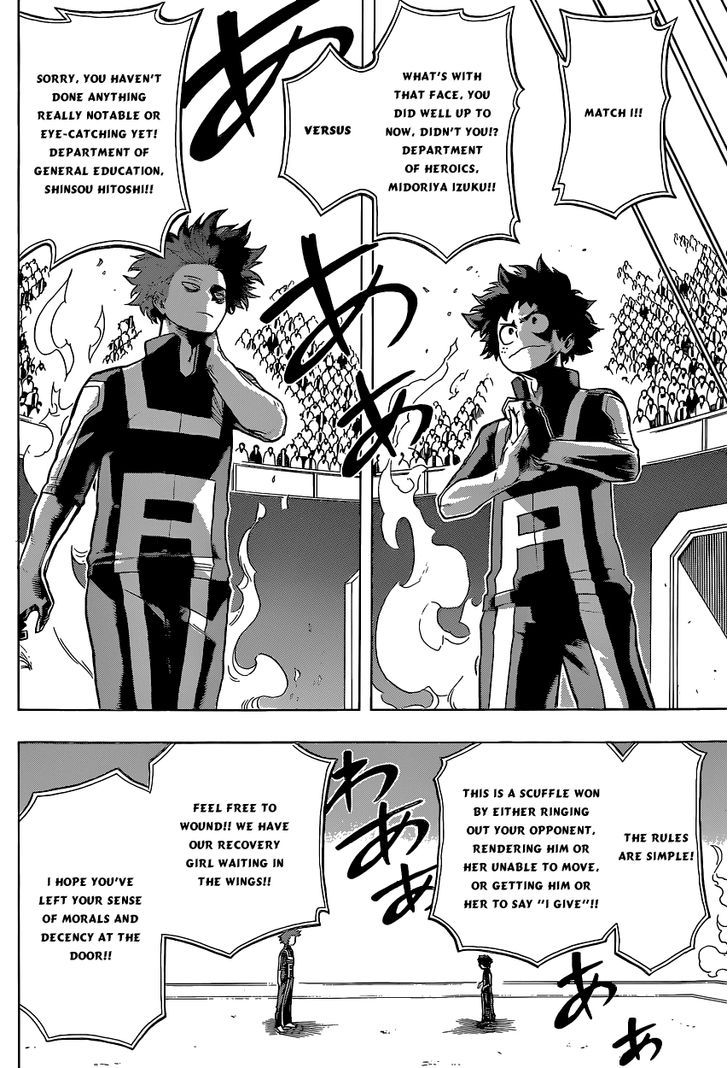 MATCH 1!!
WHAT'S WITH
THAT FACE, YOU
DID WELL UP TO
NOW, DIDN'T YOU!?
DEPARTMENT
OF HEROICS,
MIDORIYA IZUKU!!
VERSUS
SORRY, YOU HAVEN'T
DONE ANYTHING
REALLY NOTABLE OR
EYE-CATCHING YET!
DEPARTMENT OF
GENERAL EDUCATION,
SHINSOU HITOSHI!!
あ
あ
あ
THE RULES
ARE SIMPLE!
THIS IS A SCUFFLE WON
BY EITHER RINGING
OUT YOUR OPPONENT,
RENDERING HIM OR
HER UNABLE TO MOVE,
OR GETTING HIM OR
HER TO SAY "I GIVE"!!
わ
あ
あ
FEEL FREE TO
WOUND!! WE HAVE
OUR RECOVERY
GIRL WAITING IN
THE WINGS!!
I HOPE YOU'VE
LEFT YOUR SENSE
OF MORALS AND
DECENCY AT THE
DOOR!!
あ
あ